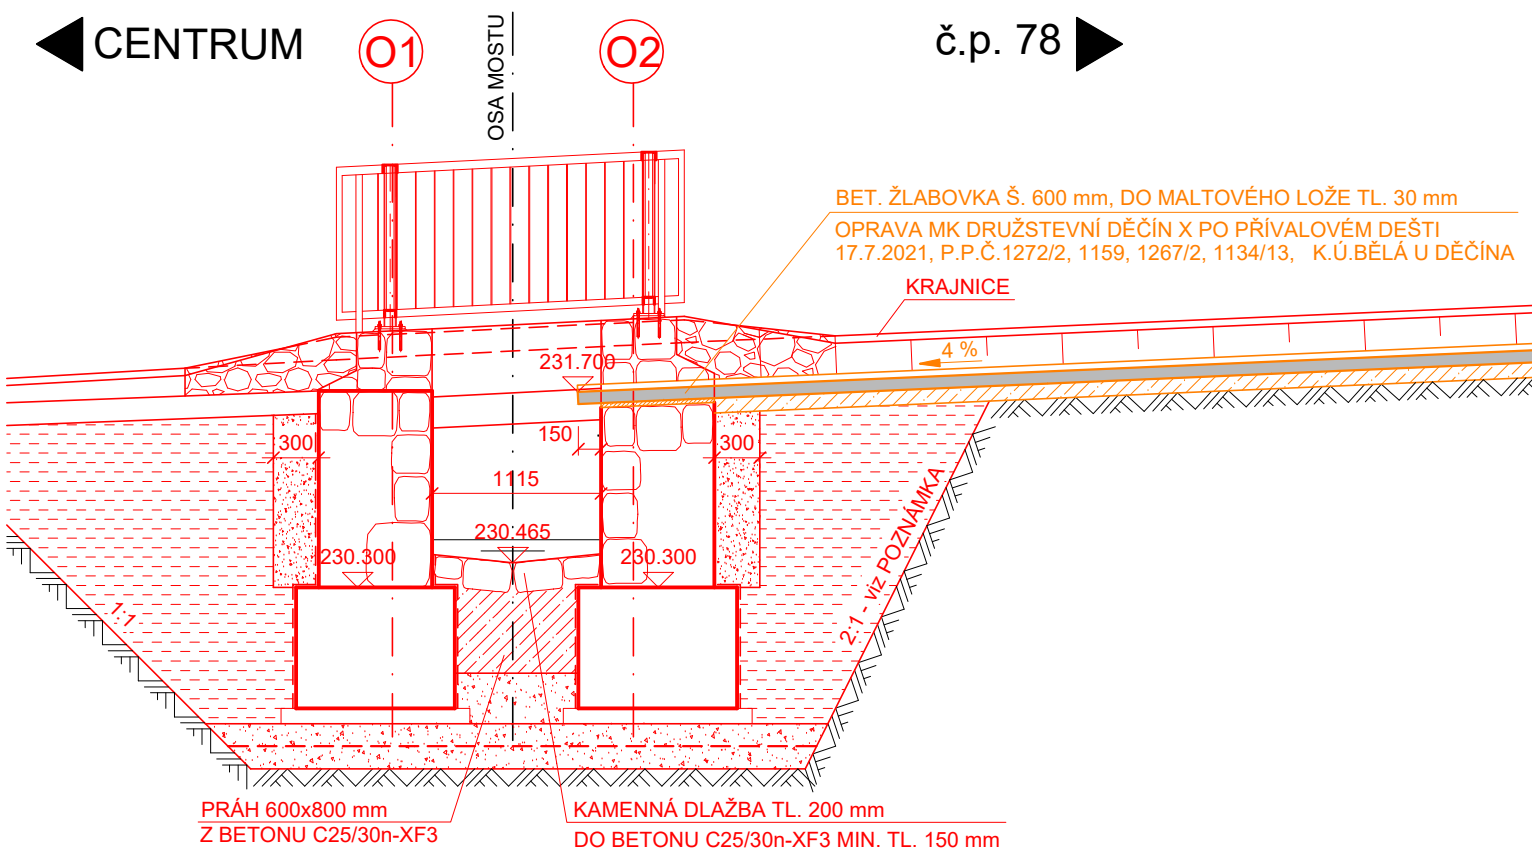 CENTRUM
O1
OSA MOSTU
O2
č.p. 78
BET. ŽLABOVKA Š. 600 mm, DO MALTOVÉHO LOŽE TL. 30 mm
OPRAVA MK DRUŽSTEVNÍ DĚČÍN X PO PŘÍVALOVÉM DEŠTI
17.7.2021, P.P.Č.1272/2, 1159, 1267/2, 1134/13, K.Ú.BĚLÁ U DĚČÍNA
KRAJNICE
4 %
231.700
300
150
300
1115
230.465
230.300
230.300
1:1
2:1 - viz POZNÁMKA
PRÁH 600x800 mm
Z BETONU C25/30n-XF3
KAMENNÁ DLAŽBA TL. 200 mm
DO BETONU C25/30n-XF3 MIN. TL. 150 mm